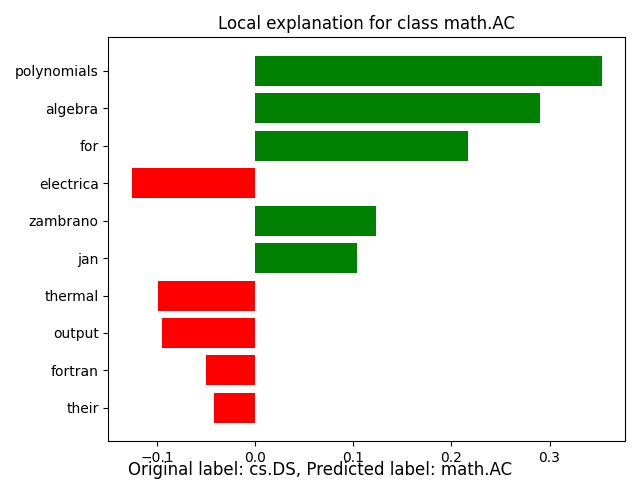 Local explanation for class math.AC
polynomials
algebra
for
electrica
zambrano
jan
thermal
output
fortran
their
−0.1 0.0 0.1 0.2 0.3
Original label: cs.DS, Predicted label: math.AC